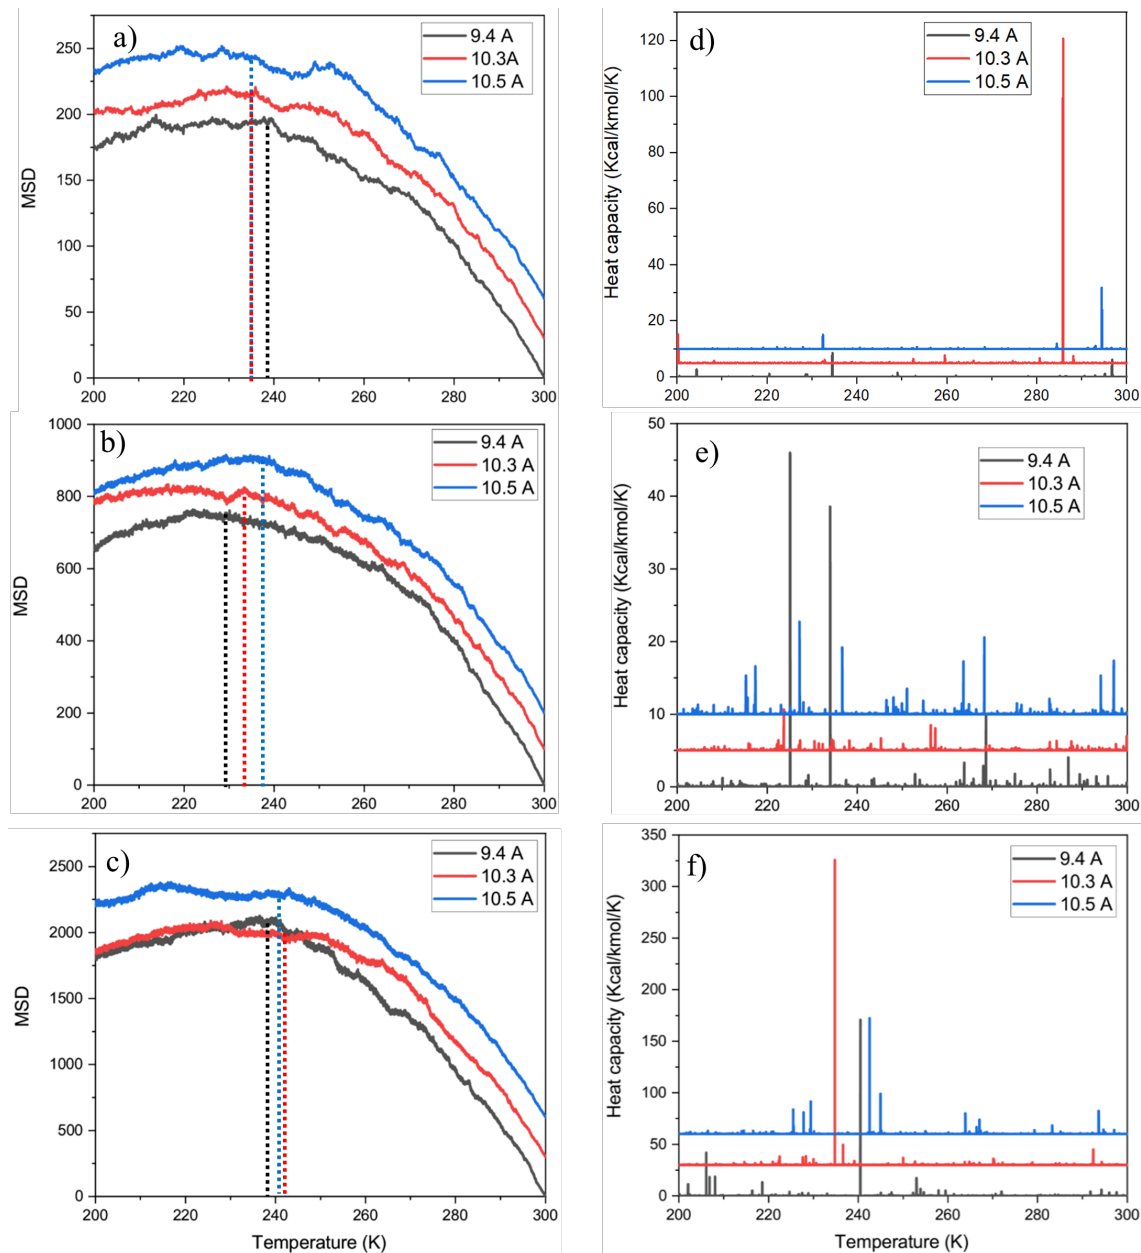 a)
9.4 A
10.3A
10.5 A
250
200
150
100
50
0
MSD
200 220 240 260 280 300
d)
9.4 A
10.3 A
10.5 A
120
100
80
60
40
20
0
Heat capacity (Kcal/kmol/K)
200 220 240 260 280 300
b)
9.4 A
10.3 A
10.5 A
1000
800
600
400
200
0
MSD
200 220 240 260 280 300
e)
9.4 A
10.3 A
10.5 A
50
40
30
20
10
0
Heat capacity (Kcal/kmol/K)
200 220 240 260 280 300
c)
9.4 A
10.3 A
10.5 A
2500
2000
1500
1000
500
0
MSD
200 220 240 260 280 300
Temperature (K)
f)
9.4 A
10.3 A
10.5 A
350
300
250
200
150
100
50
0
Heat capacity (Kcal/kmol/K)
200 220 240 260 280 300
Temperature (K)